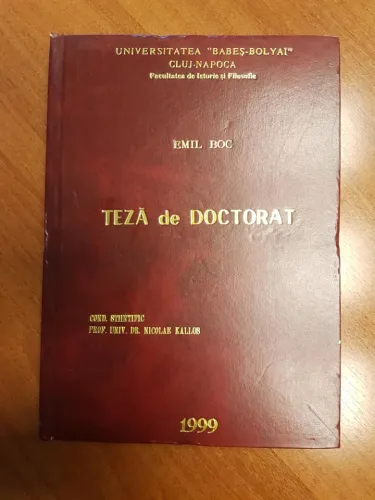 UNIVERSITATEA "BABEŞ-BOLYAI"
CLUJ-NAPOCA
Facultatea de Istorie şi Filosofie
EMIL BOC
TEZĂ de DOCTORAT
COND. STIINTIFIC
PROF. UNIV. DR. NICOLAE KALLOS
1999